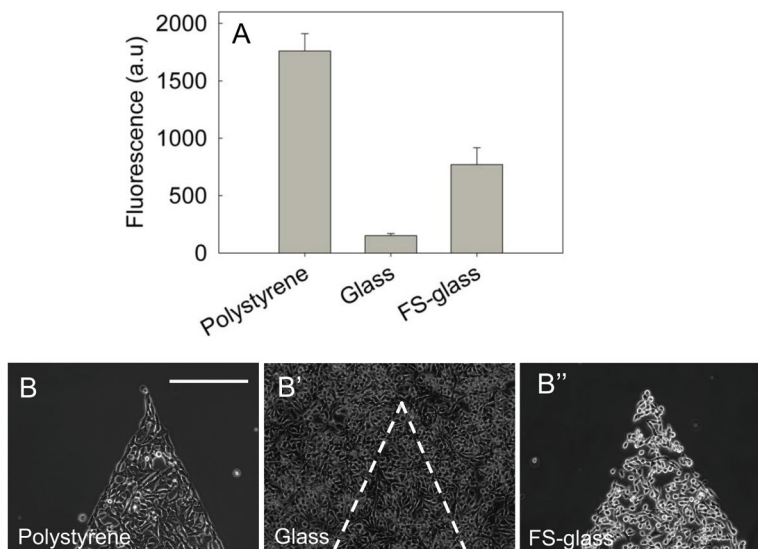 A
Fluorescence (a.u)
2000
1500
1000
500
0
Polystyrene
Glass
FS-glass
B
B'
B''
Polystyrene
Glass
FS-glass